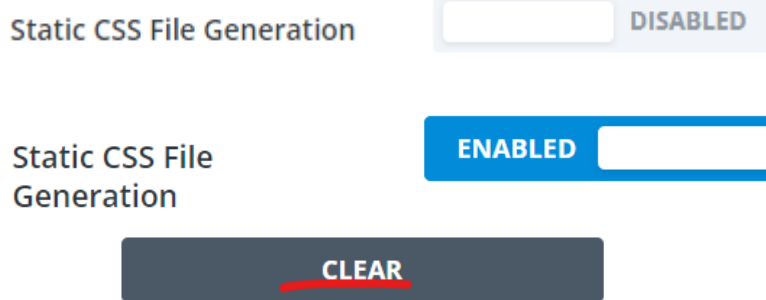 Static CSS File Generation
DISABLED
Static CSS File
Generation
ENABLED
CLEAR